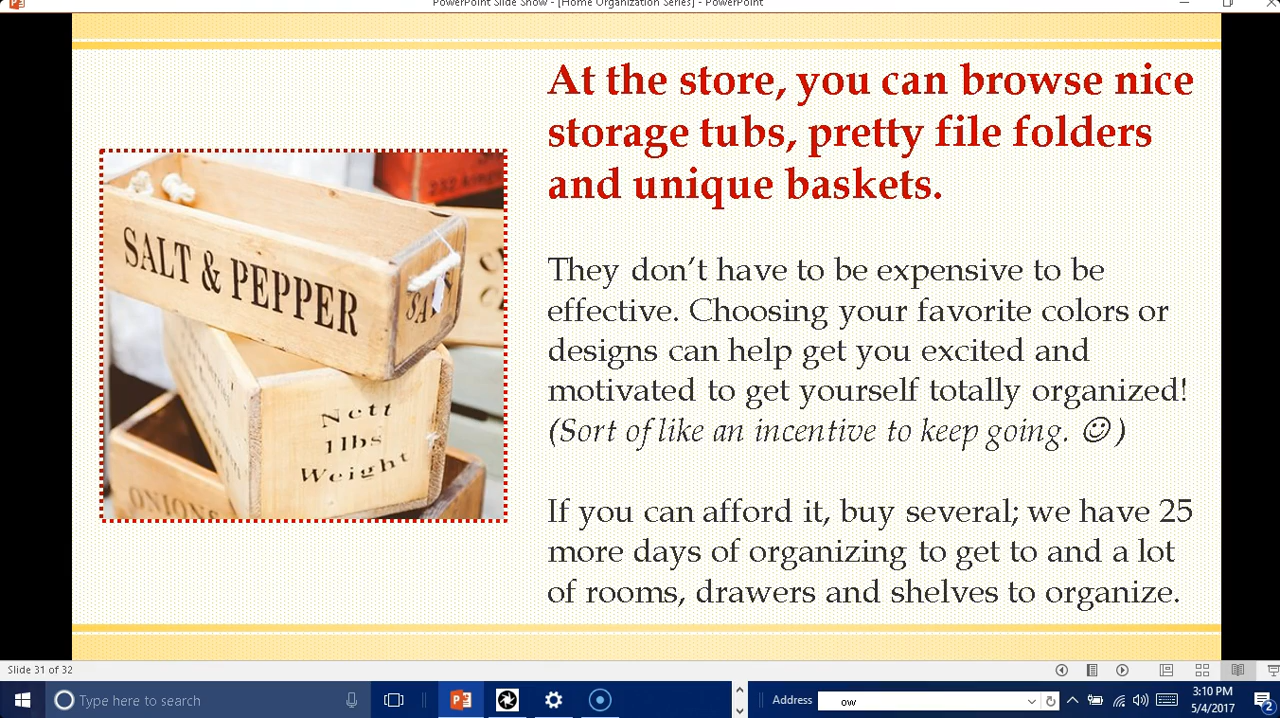 PowerPoint Slide Show - [Home Organization Series] - PowerPoint
At the store, you can browse nice
storage tubs, pretty file folders
and unique baskets.
SALT & PEPPER
Nett
1lbs
Weight
ONIONS
They don't have to be expensive to be
effective. Choosing your favorite colors or
designs can help get you excited and
motivated to get yourself totally organized!
(Sort of like an incentive to keep going. ☺ )
If you can afford it, buy several; we have 25
more days of organizing to get to and a lot
of rooms, drawers and shelves to organize.
Slide 31 of 32
Type here to search
Address
ow
3:10 PM
5/4/2017
2